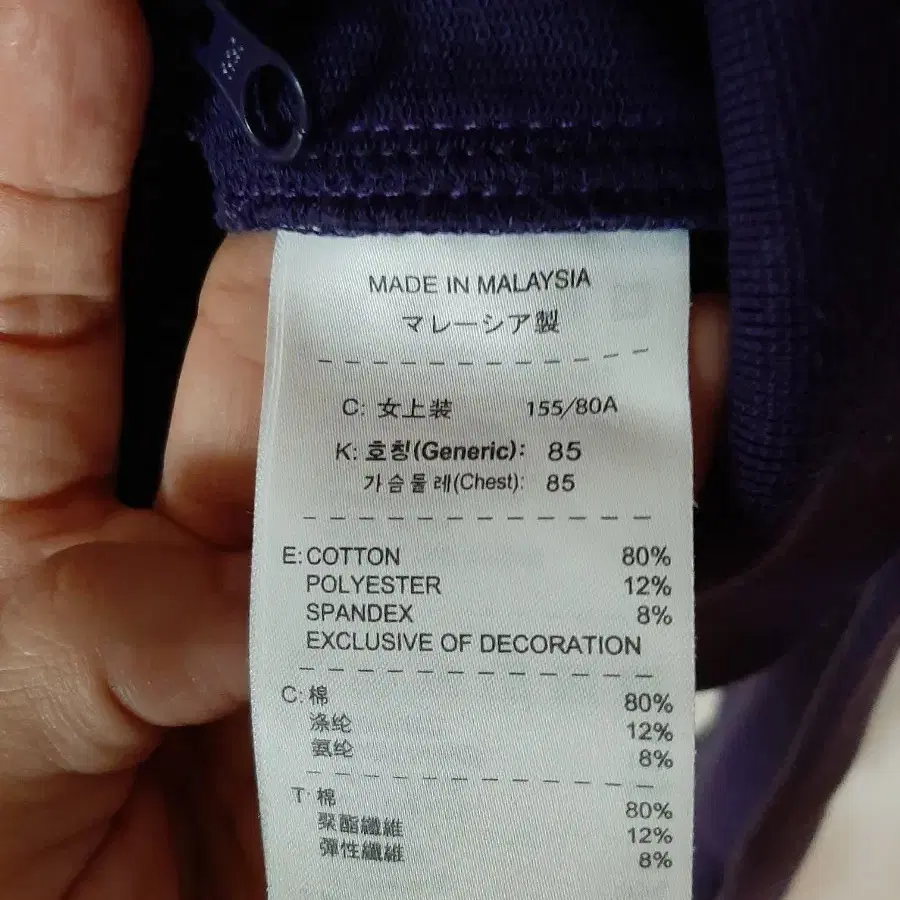 MADE IN MALAYSIA
マレーシア製
C: 女上装 155/80A
K: 호칭(Generic): 85
가슴둘레(Chest): 85
E: COTTON 80%
POLYESTER 12%
SPANDEX 8%
EXCLUSIVE OF DECORATION
C: 棉 80%
涤纶 12%
氨纶 8%
T: 棉 80%
聚酯纖維 12%
彈性纖維 8%